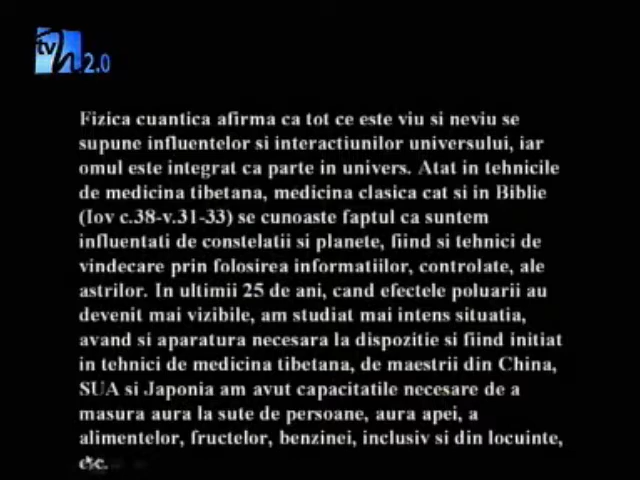 tvh 2.0
Fizica cuantica afirma ca tot ce este viu si neviu se
supune influentelor si interactiunilor universului, iar
omul este integrat ca parte in univers. Atat in tehnicile
de medicina tibetana, medicina clasica cat si in Biblie
(Iov c.38-v.31-33) se cunoaste faptul ca suntem
influentati de constelatii si planete, fiind si tehnici de
vindecare prin folosirea informatiilor, controlate, ale
astrilor. In ultimii 25 de ani, cand efectele poluarii au
devenit mai vizibile, am studiat mai intens situatia,
avand si aparatura necesara la dispozitie si fiind initiat
in tehnici de medicina tibetana, de maestrii din China,
SUA si Japonia am avut capacitatile necesare de a
masura aura la sute de persoane, aura apei, a
alimentelor, fructelor, benzinei, inclusiv si din locuinte,
etc.